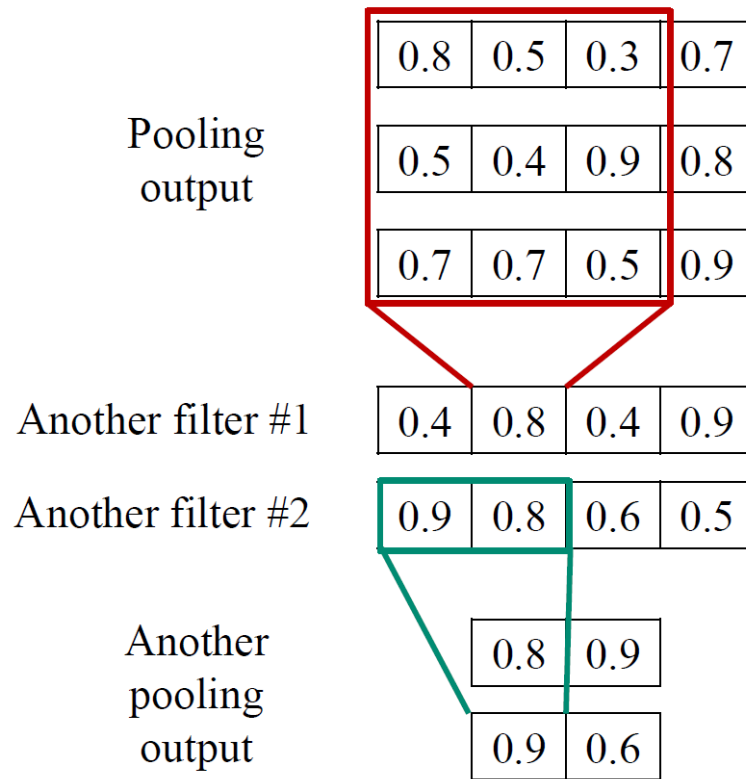 0.8 0.5 0.3 0.7
Pooling
output
0.5 0.4 0.9 0.8
0.7 0.7 0.5 0.9
Another filter #1
0.4 0.8 0.4 0.9
Another filter #2
0.9 0.8 0.6 0.5
Another
pooling
output
0.8 0.9
0.9 0.6